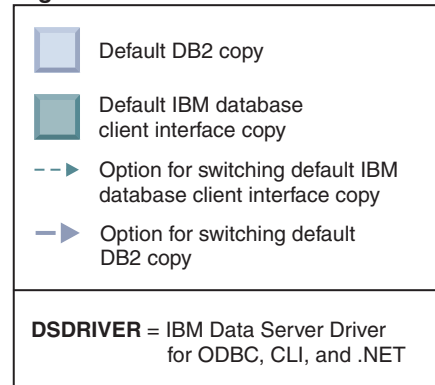 Default DB2 copy
Default IBM database
client interface copy
Option for switching default IBM
database client interface copy
Option for switching default
DB2 copy
DSDRIVER = IBM Data Server Driver
for ODBC, CLI, and .NET